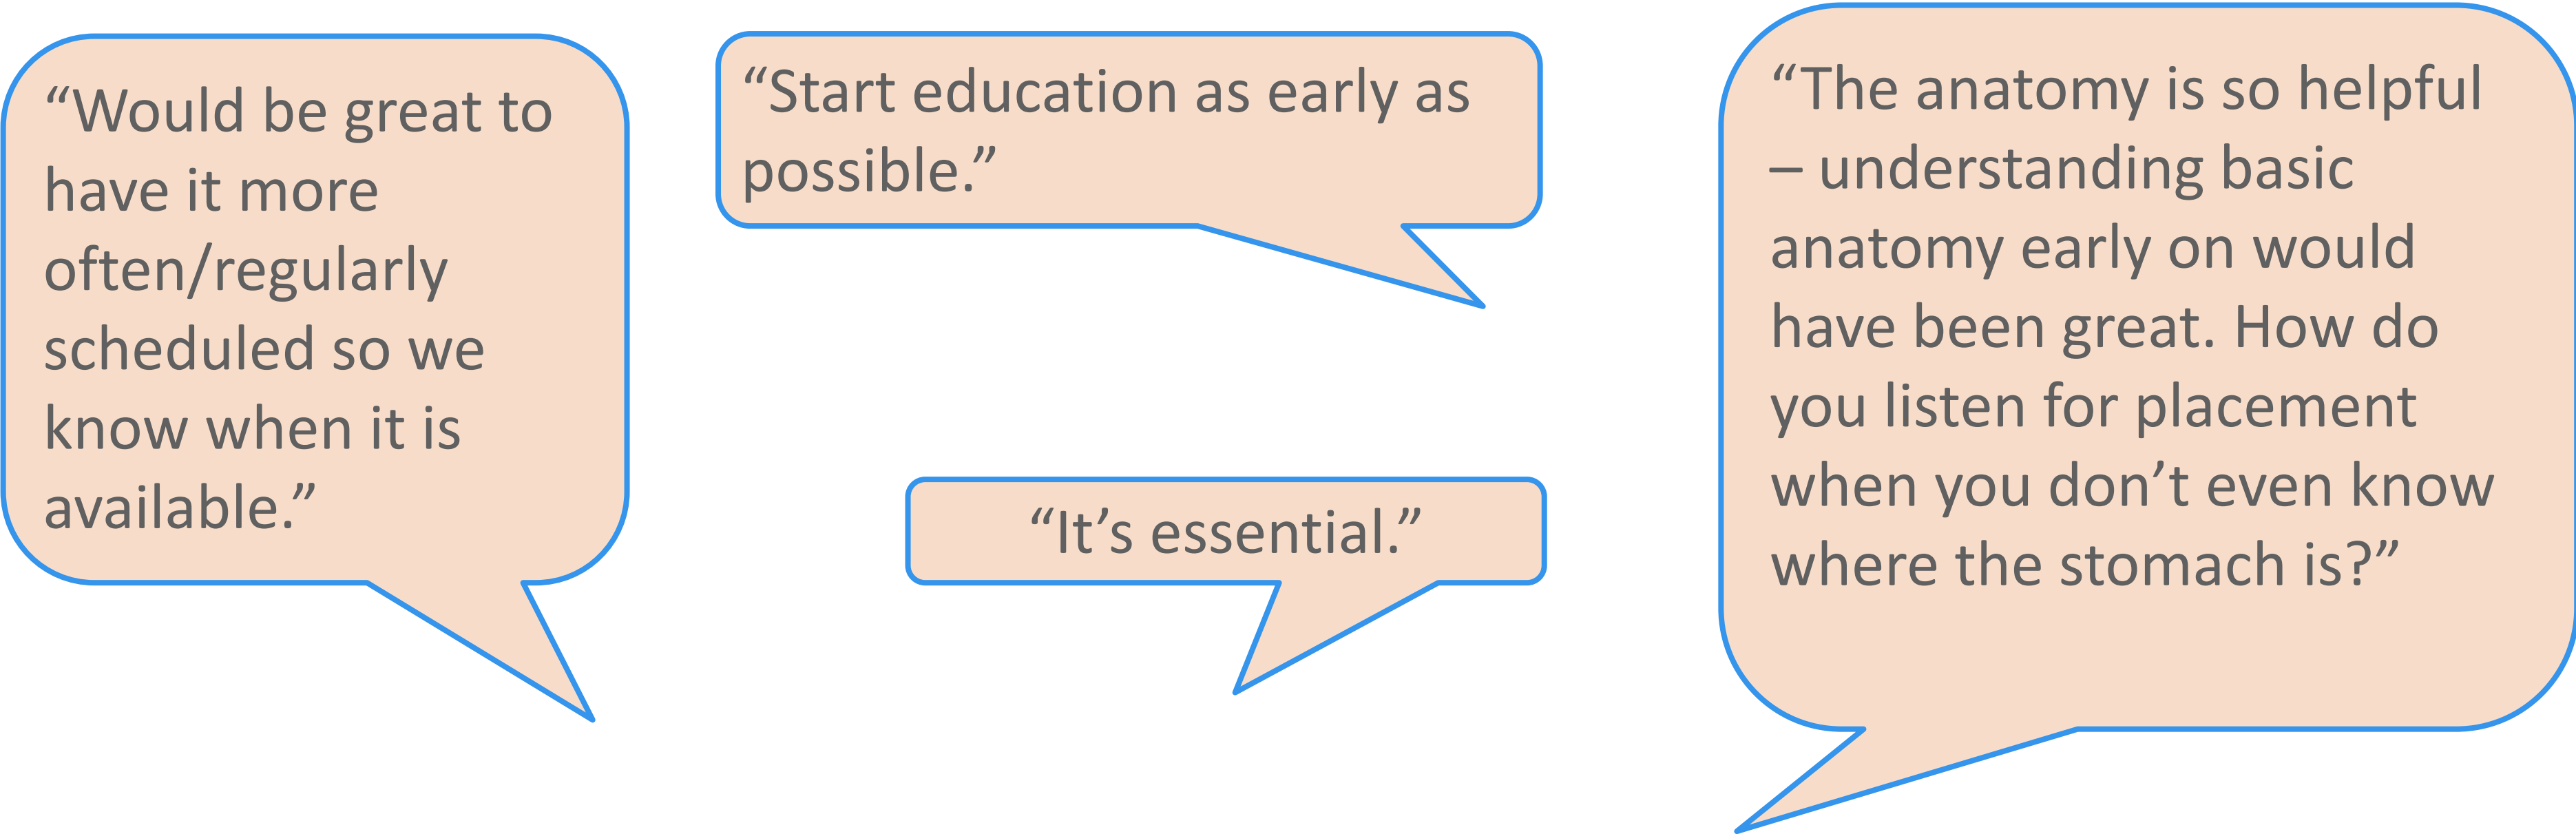 “Would be great to
have it more
often/regularly
scheduled so we
know when it is
available.”
“Start education as early as
possible.”
“It’s essential.”
“The anatomy is so helpful
– understanding basic
anatomy early on would
have been great. How do
you listen for placement
when you don’t even know
where the stomach is?”